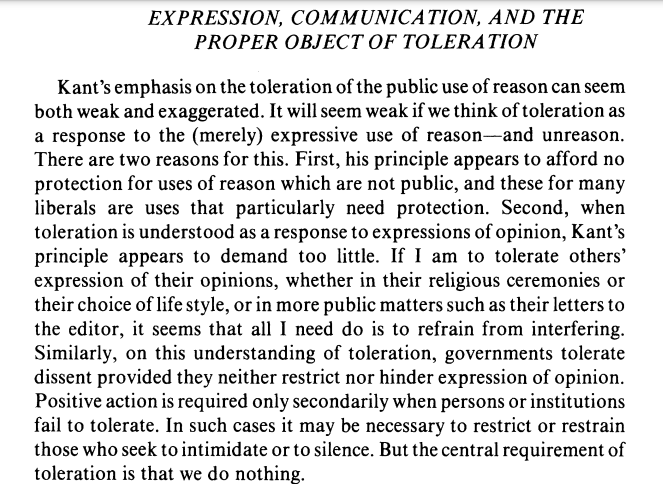 EXPRESSION, COMMUNICATION, AND THE
PROPER OBJECT OF TOLERATION
Kant's emphasis on the toleration of the public use of reason can seem
both weak and exaggerated. It will seem weak if we think of toleration as
a response to the (merely) expressive use of reason—and unreason.
There are two reasons for this. First, his principle appears to afford no
protection for uses of reason which are not public, and these for many
liberals are uses that particularly need protection. Second, when
toleration is understood as a response to expressions of opinion, Kant's
principle appears to demand too little. If I am to tolerate others'
expression of their opinions, whether in their religious ceremonies or
their choice of life style, or in more public matters such as their letters to
the editor, it seems that all I need do is to refrain from interfering.
Similarly, on this understanding of toleration, governments tolerate
dissent provided they neither restrict nor hinder expression of opinion.
Positive action is required only secondarily when persons or institutions
fail to tolerate. In such cases it may be necessary to restrict or restrain
those who seek to intimidate or to silence. But the central requirement of
toleration is that we do nothing.